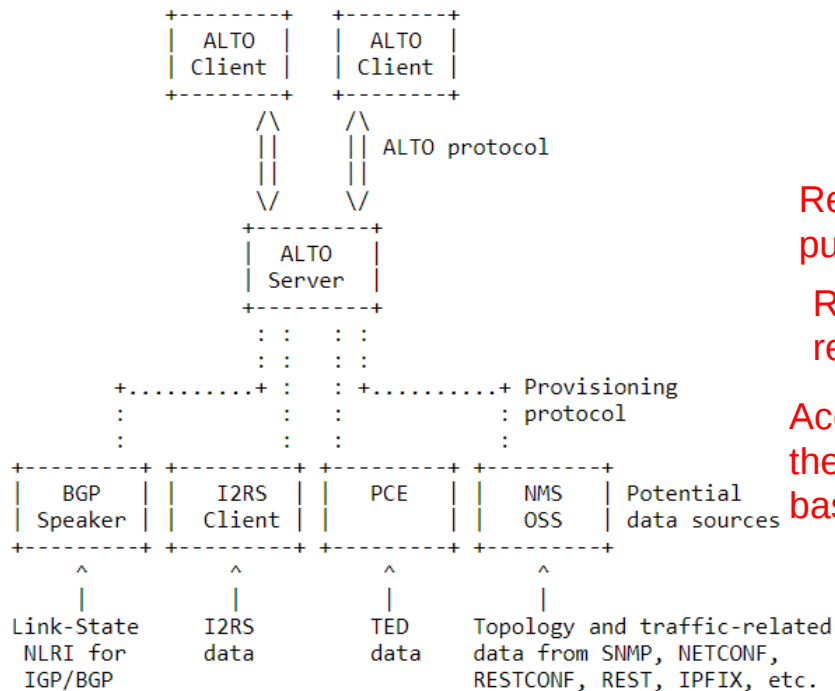 ALTO ALTO
Client Client
ALTO protocol
ALTO
Server
Provisioning
protocol
BGP I2RS PCE NMS Potential
Speaker Client OSS data sources
Link-State I2RS TED Topology and traffic-related
NLRI for data data data from SNMP, NETCONF,
IGP/BGP RESTCONF, REST, IPFIX, etc.
the